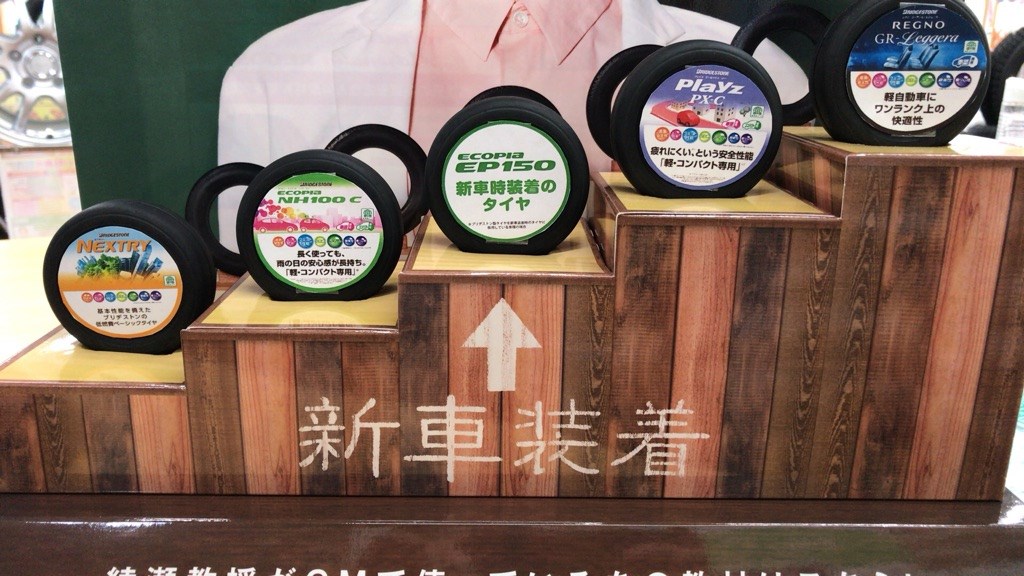 BRIDGESTONE
NEXTRY
基本性能を備えた
ブリヂストンの
低燃費ベーシックタイヤ
BRIDGESTONE
ECOPIA
NH100 C
長く使っても、
雨の日の安心感が長持ち。
「軽・コンパクト専用」
ECOPIA
EP150
新車時装着の
タイヤ
BRIDGESTONE
Playz
PX-C
疲れにくい、という安全性能
「軽・コンパクト専用」
BRIDGESTONE
REGNO
GR-Leggera
軽自動車に
ワンランク上の
快適性
新車装着